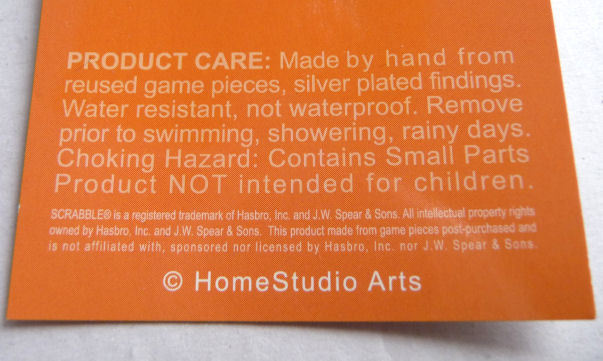 PRODUCT CARE: Made by hand from
reused game pieces, silver plated findings.
Water resistant, not waterproof. Remove
prior to swimming, showering, rainy days.
Choking Hazard: Contains Small Parts
Product NOT intended for children.
SCRABBLE® is a registered trademark of Hasbro, Inc. and J.W. Spear & Sons. All intellectual property rights
owned by Hasbro, Inc. and J.W. Spear & Sons. This product made from game pieces post-purchased and
is not affiliated with, sponsored nor licensed by Hasbro, Inc. nor J.W. Spear & Sons.
© HomeStudio Arts